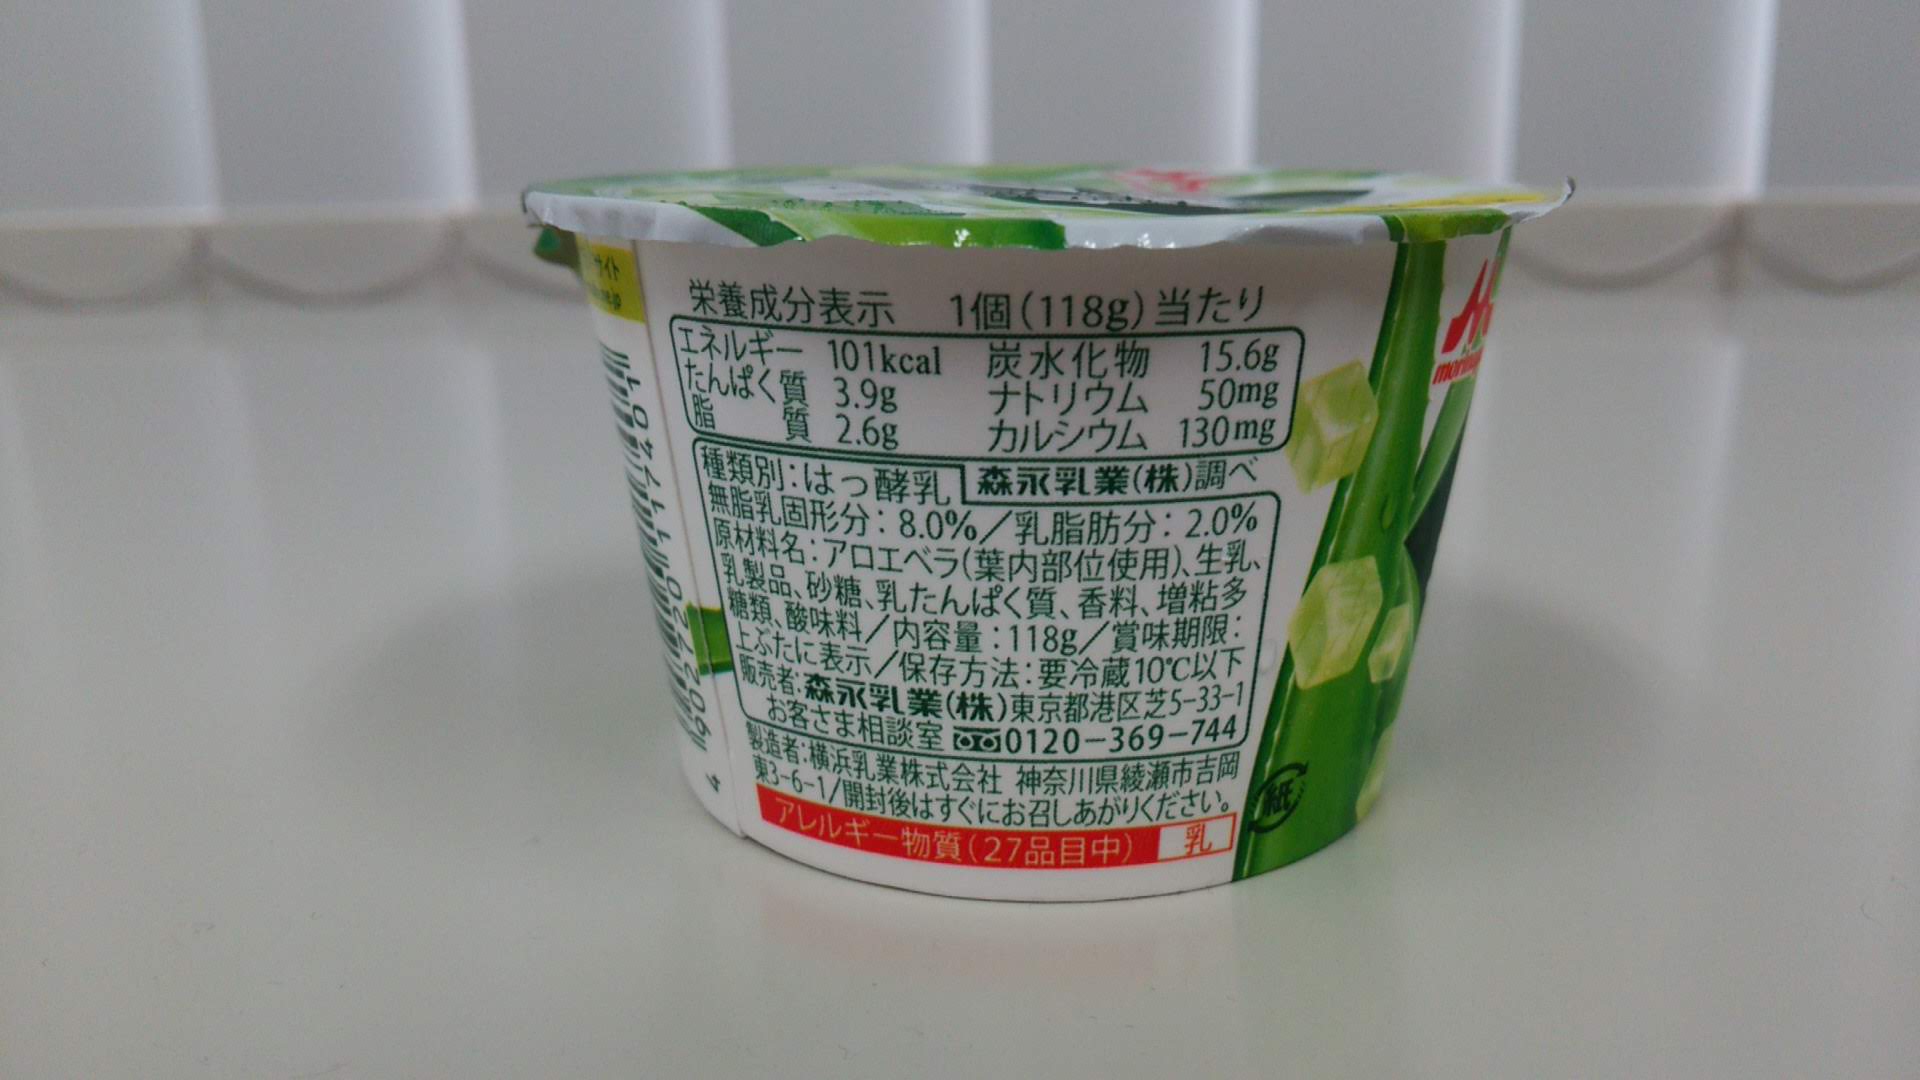 栄養成分表示 1個(118g)当たり
エネルギー 101kcal 炭水化物 15.6g
たんぱく質 3.9g ナトリウム 50mg
脂質 2.6g カルシウム 130mg
種類別:はっ酵乳 森永乳業(株)調べ
無脂乳固形分:8.0%/乳脂肪分:2.0%
原材料名:アロエベラ(葉内部位使用)、生乳、
乳製品、砂糖、乳たんぱく質、香料、増粘多
糖類、酸味料/内容量:118g/賞味期限:
上ぶたに表示/保存方法:要冷蔵10℃以下
販売者:森永乳業(株)東京都港区芝5-33-1
お客さま相談室 0120-369-744
製造者:横浜乳業株式会社 神奈川県綾瀬市吉岡
東3-6-1/開封後はすぐにお召しあがりください。
アレルギー物質(27品目中) 乳
紙